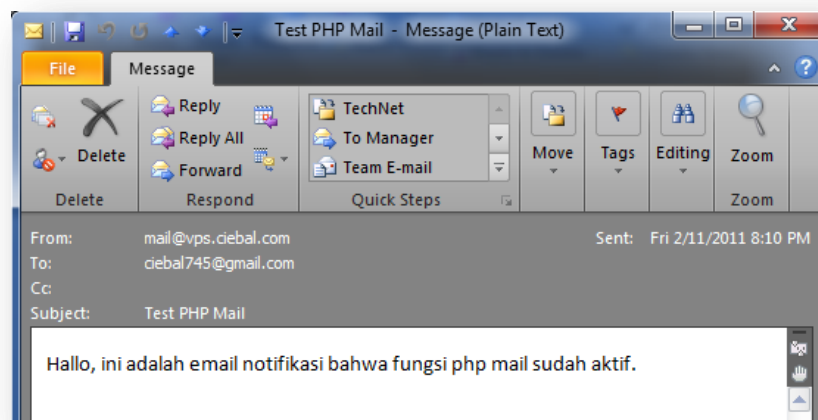 Test PHP Mail - Message (Plain Text)
File Message
Delete
Reply
Reply All
Forward
TechNet
To Manager
Team E-mail
Move
Tags
Editing
Zoom
Delete Respond Quick Steps Zoom
From: mail@vps.ciebal.com Sent: Fri 2/11/2011 8:10 PM
To: ciebal745@gmail.com
Cc:
Subject: Test PHP Mail
Hallo, ini adalah email notifikasi bahwa fungsi php mail sudah aktif.